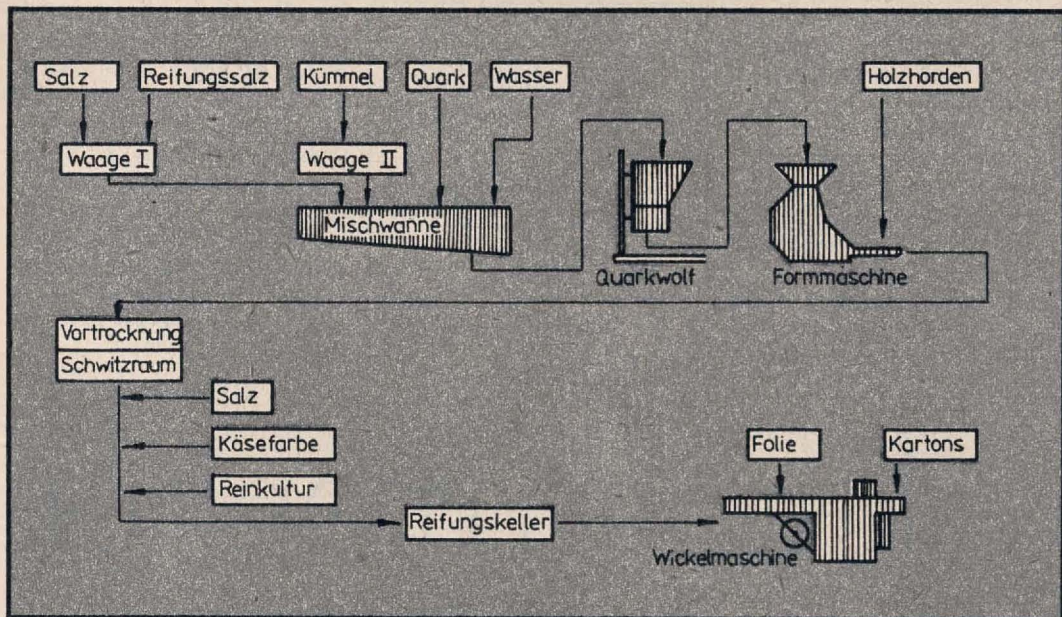 Salz
Reifungssalz
Kümmel
Quark
Wasser
Holzhorden
Waage I
Waage II
Mischwanne
Quarkwolf
Formmaschine
Vortrocknung
Schwitzraum
Salz
Käsefarbe
Reinkultur
Folie
Kartons
Reifungskeller
Wickelmaschine